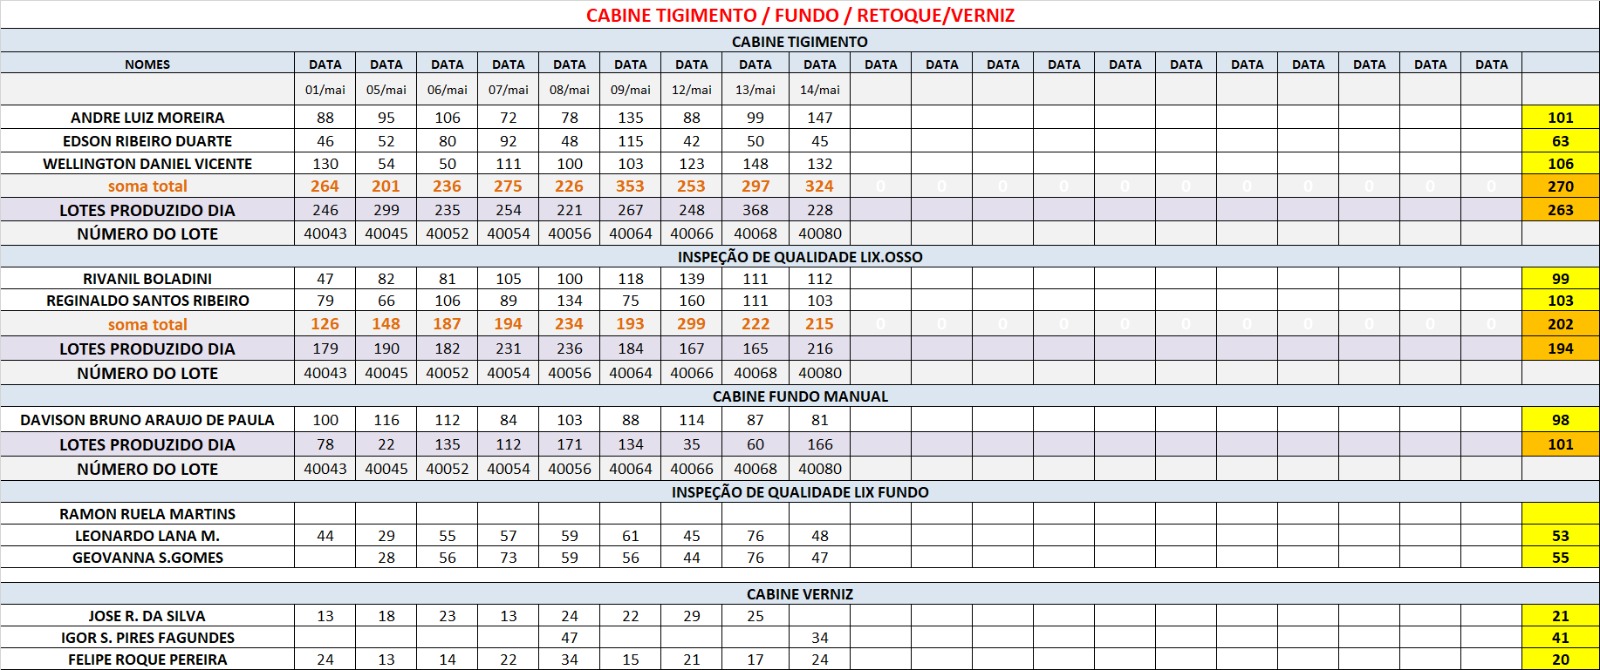 CABINE TIGIMENTO / FUNDO / RETOQUE/VERNIZ
CABINE TIGIMENTO
NOMES DATA DATA DATA DATA DATA DATA DATA DATA DATA DATA DATA DATA DATA DATA DATA DATA DATA DATA DATA DATA
01/mai 05/mai 06/mai 07/mai 08/mai 09/mai 12/mai 13/mai 14/mai
ANDRE LUIZ MOREIRA 88 95 106 72 78 135 88 99 147 101
EDSON RIBEIRO DUARTE 46 52 80 92 48 115 42 50 45 63
WELLINGTON DANIEL VICENTE 130 54 50 111 100 103 123 148 132 106
soma total 264 201 236 275 226 353 253 297 324 0 0 0 0 0 0 0 0 0 0 0 270
LOTES PRODUZIDO DIA 246 299 235 254 221 267 248 368 228 263
NÚMERO DO LOTE 40043 40045 40052 40054 40056 40064 40066 40068 40080
INSPEÇÃO DE QUALIDADE LIX.OSSO
RIVANIL BOLADINI 47 82 81 105 100 118 139 111 112 99
REGINALDO SANTOS RIBEIRO 79 66 106 89 134 75 160 111 103 103
soma total 126 148 187 194 234 193 299 222 215 0 0 0 0 0 0 0 0 0 0 0 202
LOTES PRODUZIDO DIA 179 190 182 231 236 184 167 165 216 194
NÚMERO DO LOTE 40043 40045 40052 40054 40056 40064 40066 40068 40080
CABINE FUNDO MANUAL
DAVISON BRUNO ARAUJO DE PAULA 100 116 112 84 103 88 114 87 81 98
LOTES PRODUZIDO DIA 78 22 135 112 171 134 35 60 166 101
NÚMERO DO LOTE 40043 40045 40052 40054 40056 40064 40066 40068 40080
INSPEÇÃO DE QUALIDADE LIX FUNDO
RAMON RUELA MARTINS
LEONARDO LANA M. 44 29 55 57 59 61 45 76 48 53
GEOVANNA S.GOMES 28 56 73 59 56 44 76 47 55
CABINE VERNIZ
JOSE R. DA SILVA 13 18 23 13 24 22 29 25 21
IGOR S. PIRES FAGUNDES 47 34 41
FELIPE ROQUE PEREIRA 24 13 14 22 34 15 21 17 24 20